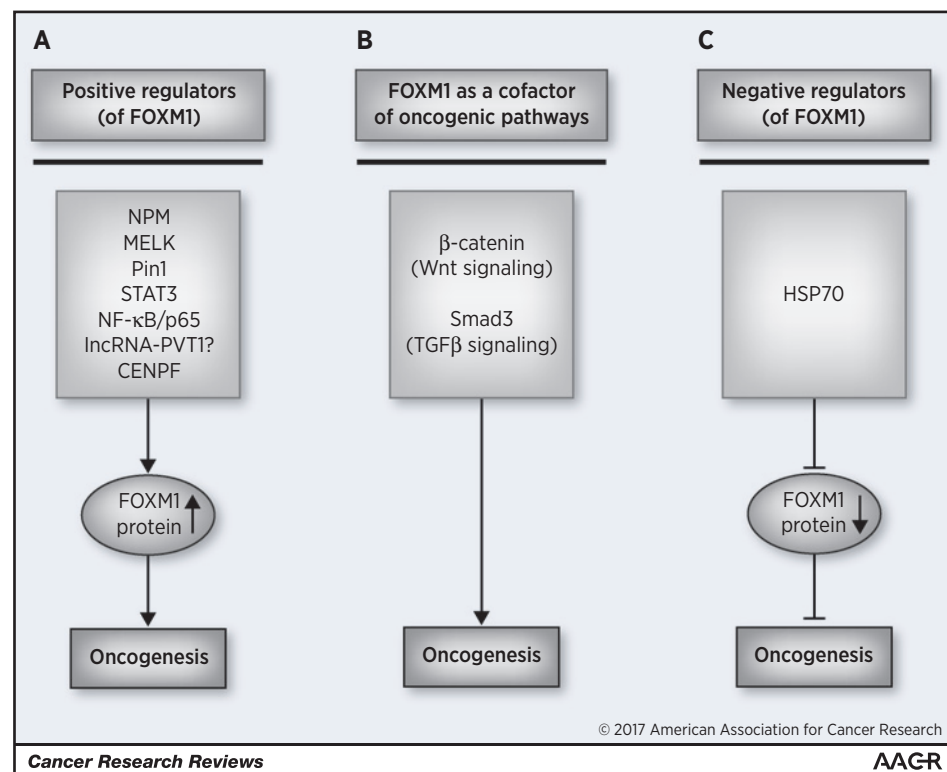 A
Positive regulators
(of FOXM1)
NPM
MELK
Pin1
STAT3
NF-κB/p65
lncRNA-PVT1?
CENPF
FOXM1
protein
Oncogenesis
B
FOXM1 as a cofactor
of oncogenic pathways
β-catenin
(Wnt signaling)
Smad3
(TGFβ signaling)
Oncogenesis
C
Negative regulators
(of FOXM1)
HSP70
FOXM1
protein
Oncogenesis
© 2017 American Association for Cancer Research
Cancer Research Reviews
AACR